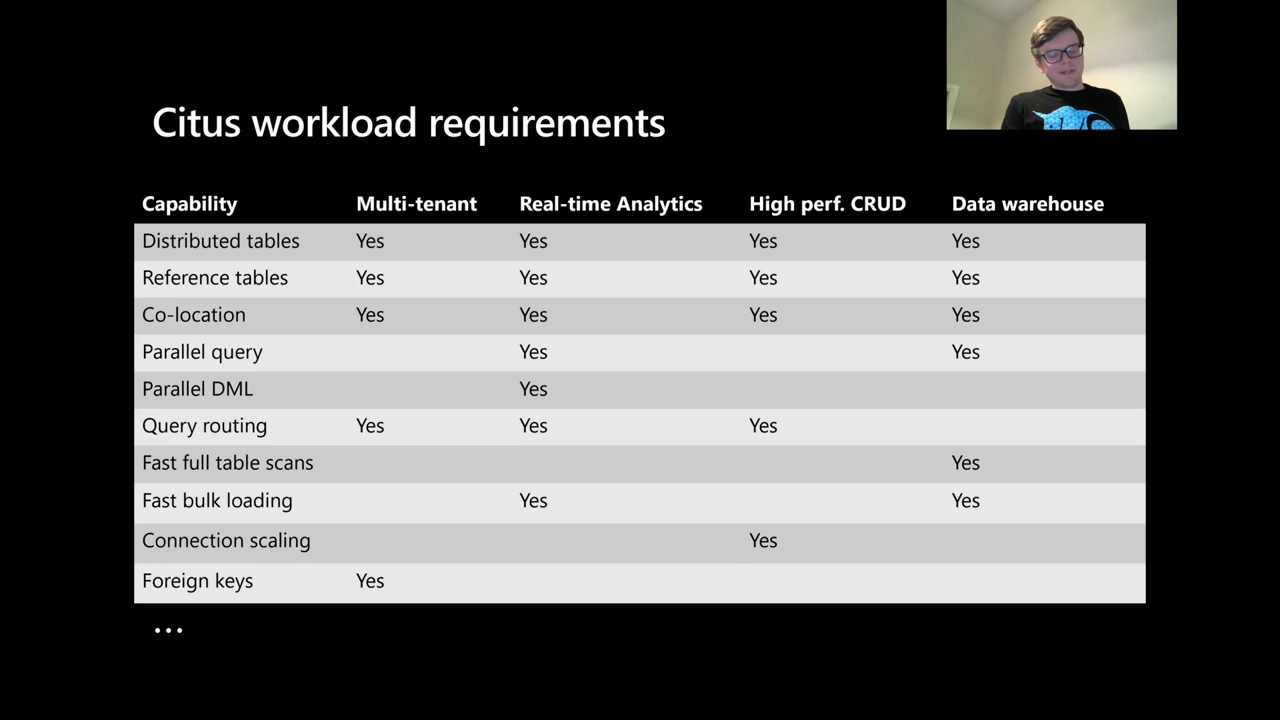 Citus workload requirements
Capability Multi-tenant Real-time Analytics High perf. CRUD Data warehouse
Distributed tables Yes Yes Yes Yes
Reference tables Yes Yes Yes Yes
Co-location Yes Yes Yes Yes
Parallel query Yes Yes
Parallel DML Yes
Query routing Yes Yes Yes
Fast full table scans Yes
Fast bulk loading Yes Yes
Connection scaling Yes
Foreign keys Yes
...